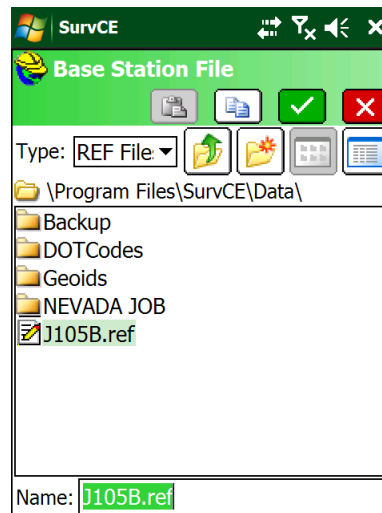 SurvCE
Base Station File
Type: REF File:
\Program Files\SurvCE\Data\
Backup
DOTCodes
Geoids
NEVADA JOB
J105B.ref
Name: J105B.ref